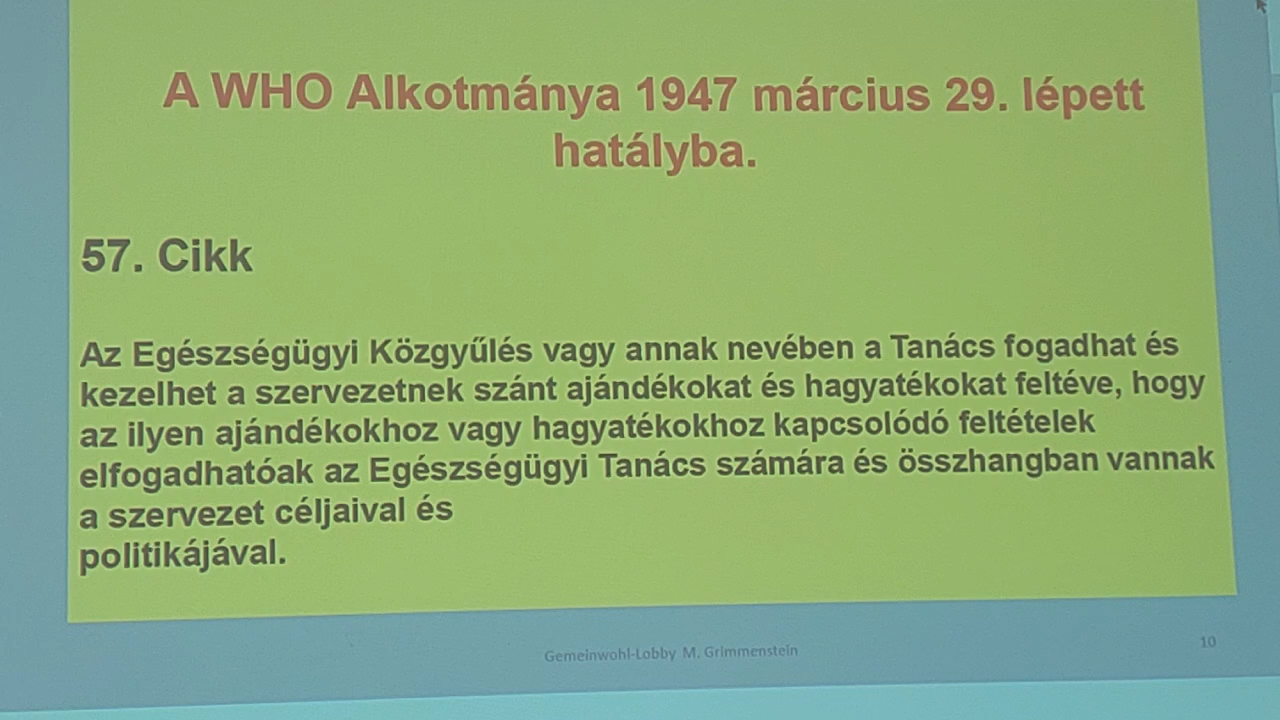 A WHO Alkotmánya 1947 március 29. lépett
hatályba.
57. Cikk
Az Egészségügyi Közgyűlés vagy annak nevében a Tanács fogadhat és
kezelhet a szervezetnek szánt ajándékokat és hagyatékokat feltéve, hogy
az ilyen ajándékokhoz vagy hagyatékokhoz kapcsolódó feltételek
elfogadhatóak az Egészségügyi Tanács számára és összhangban vannak
a szervezet céljaival és
politikájával.
Gemeinwohl-Lobby M. Grimmenstein
10